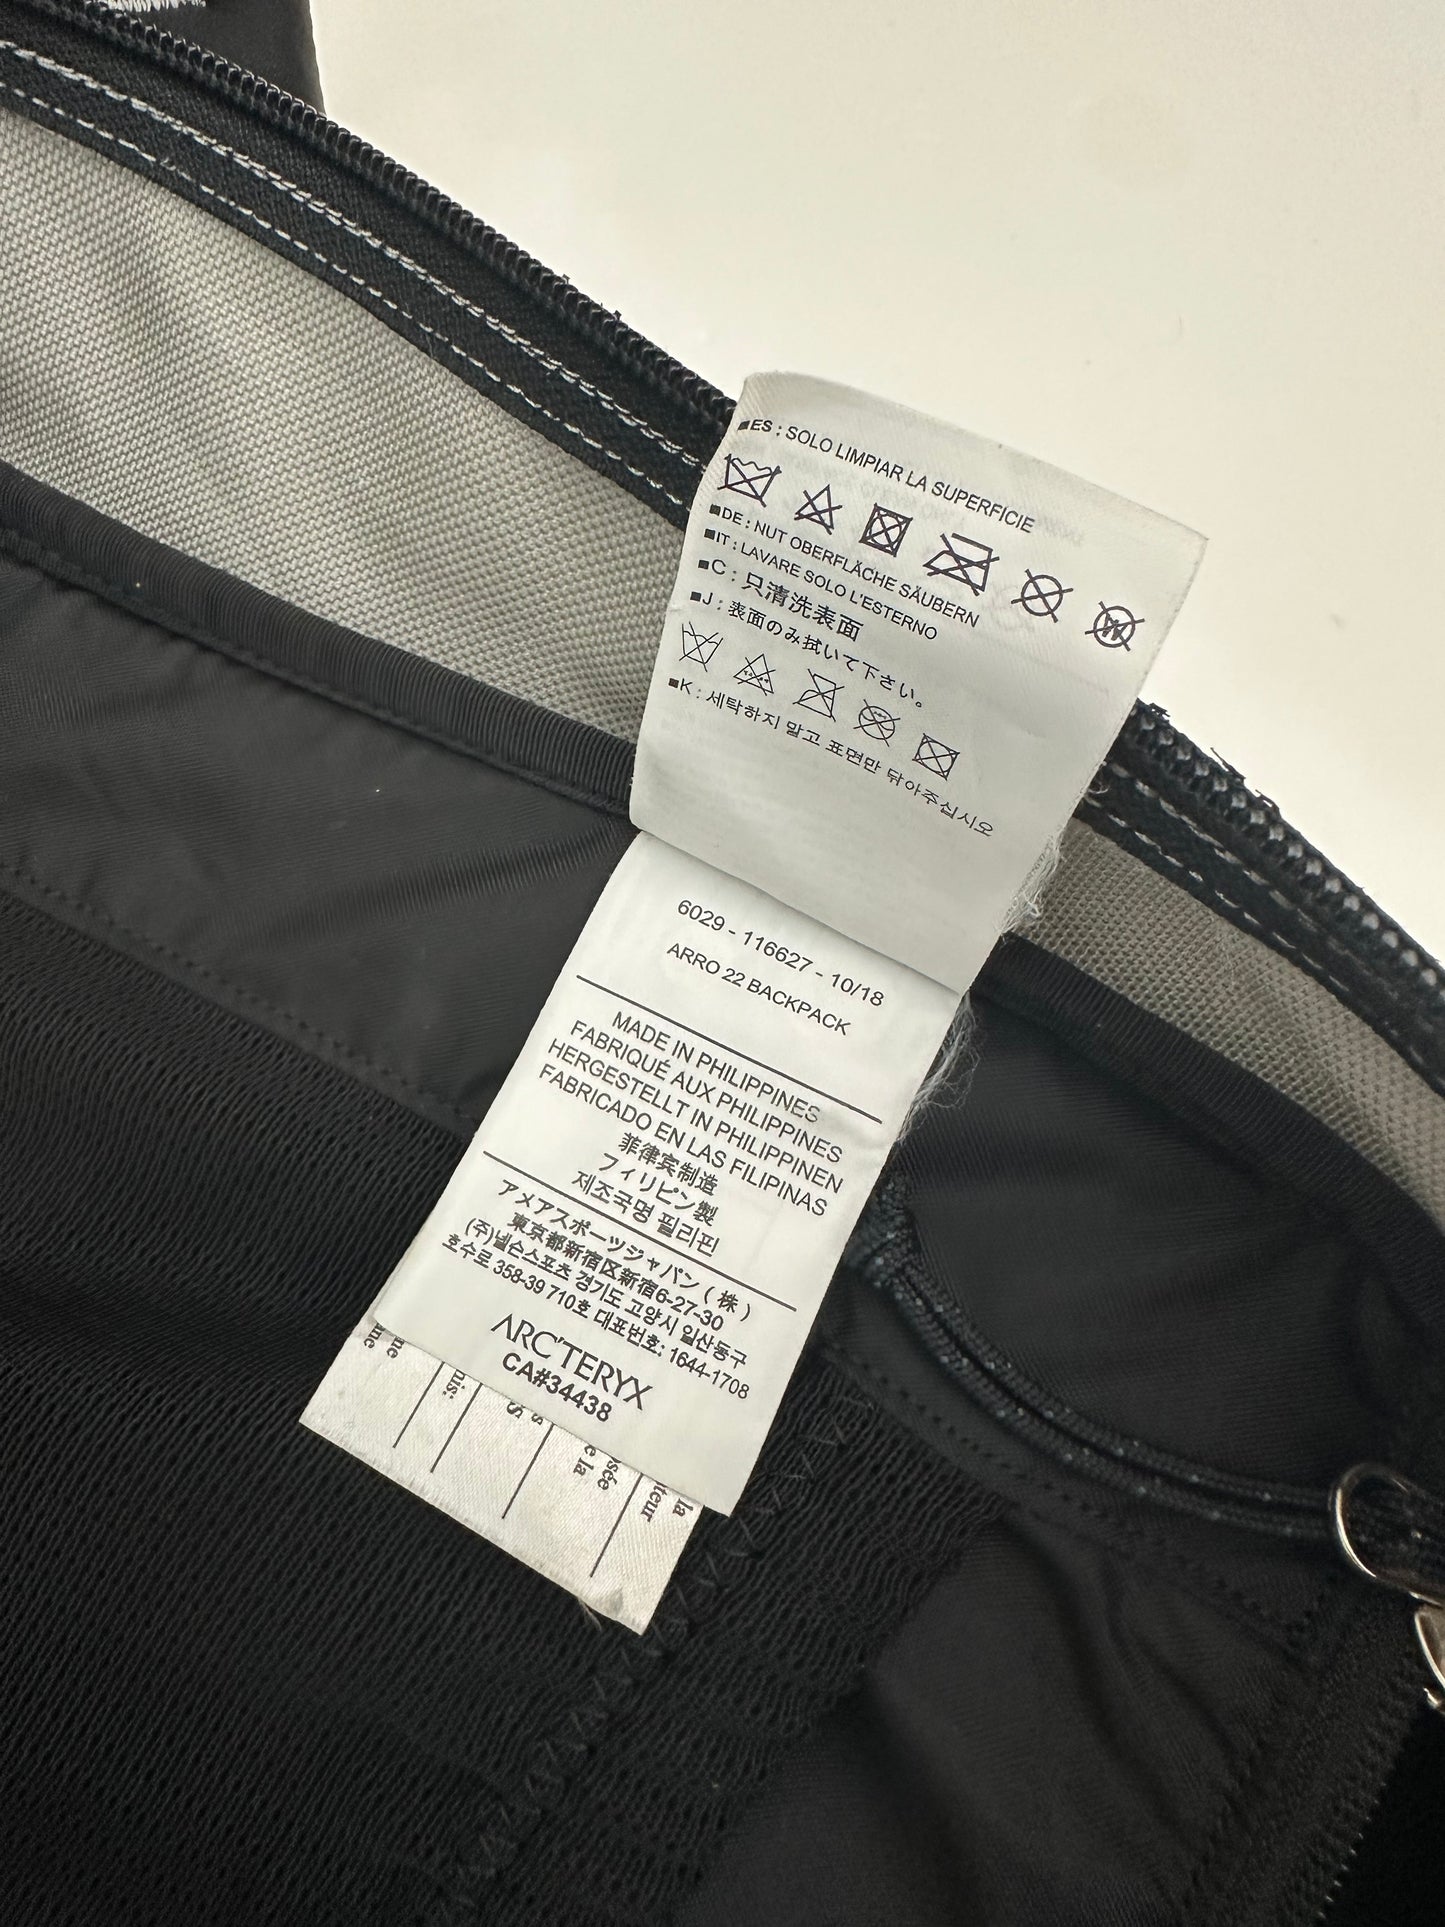 ■ES : SOLO LIMPIAR LA SUPERFICIE
■DE : NUT OBERFLÄCHE SÄUBERN
■IT : LAVARE SOLO L'ESTERNO
■C : 只清洗表面
■J : 表面のみ拭いて下さい。
■K : 세탁하지 말고 표면만 닦아주십시오
6029 - 116627 - 10/18
ARRO 22 BACKPACK
MADE IN PHILIPPINES
FABRIQUÉ AUX PHILIPPINES
HERGESTELLT IN PHILIPPINEN
FABRICADO EN LAS FILIPINAS
菲律宾制造
フィリピン製
제조국명 필리핀
アメアスポーツジャパン ( 株 )
東京都新宿区新宿6-27-30
(주)넬슨스포츠 경기도 고양시 일산동구
호수로 358-39 710호 대표번호: 1644-1708
ARC'TERYX
CA#34438